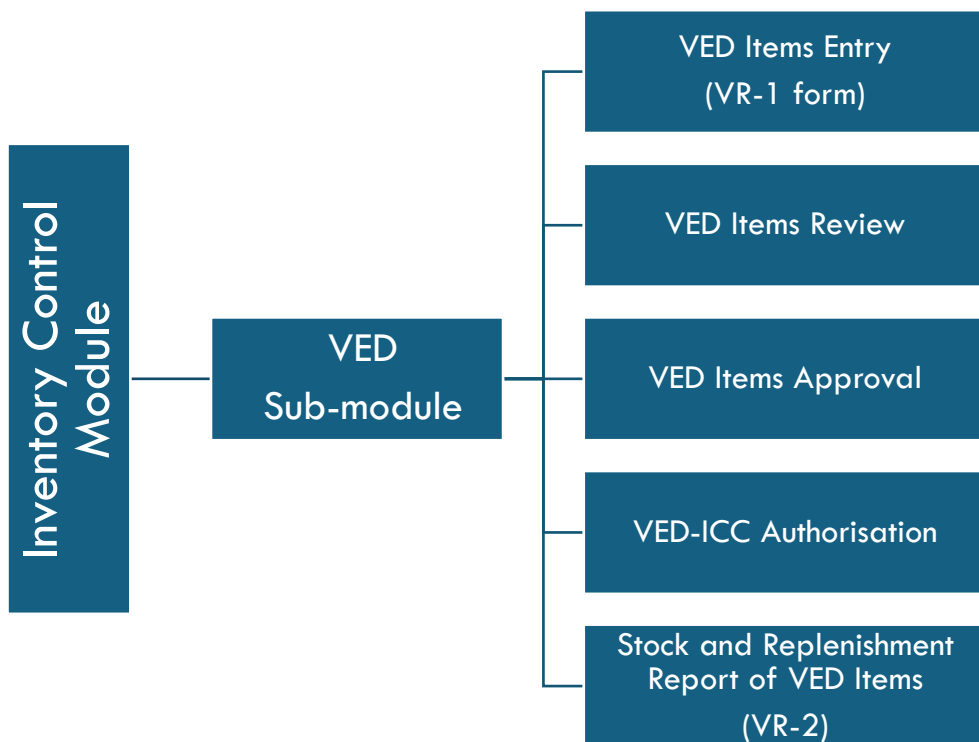 Inventory Control
Module
VED
Sub-module
VED Items Entry
(VR-1 form)
VED Items Review
VED Items Approval
VED-ICC Authorisation
Stock and Replenishment
Report of VED Items
(VR-2)